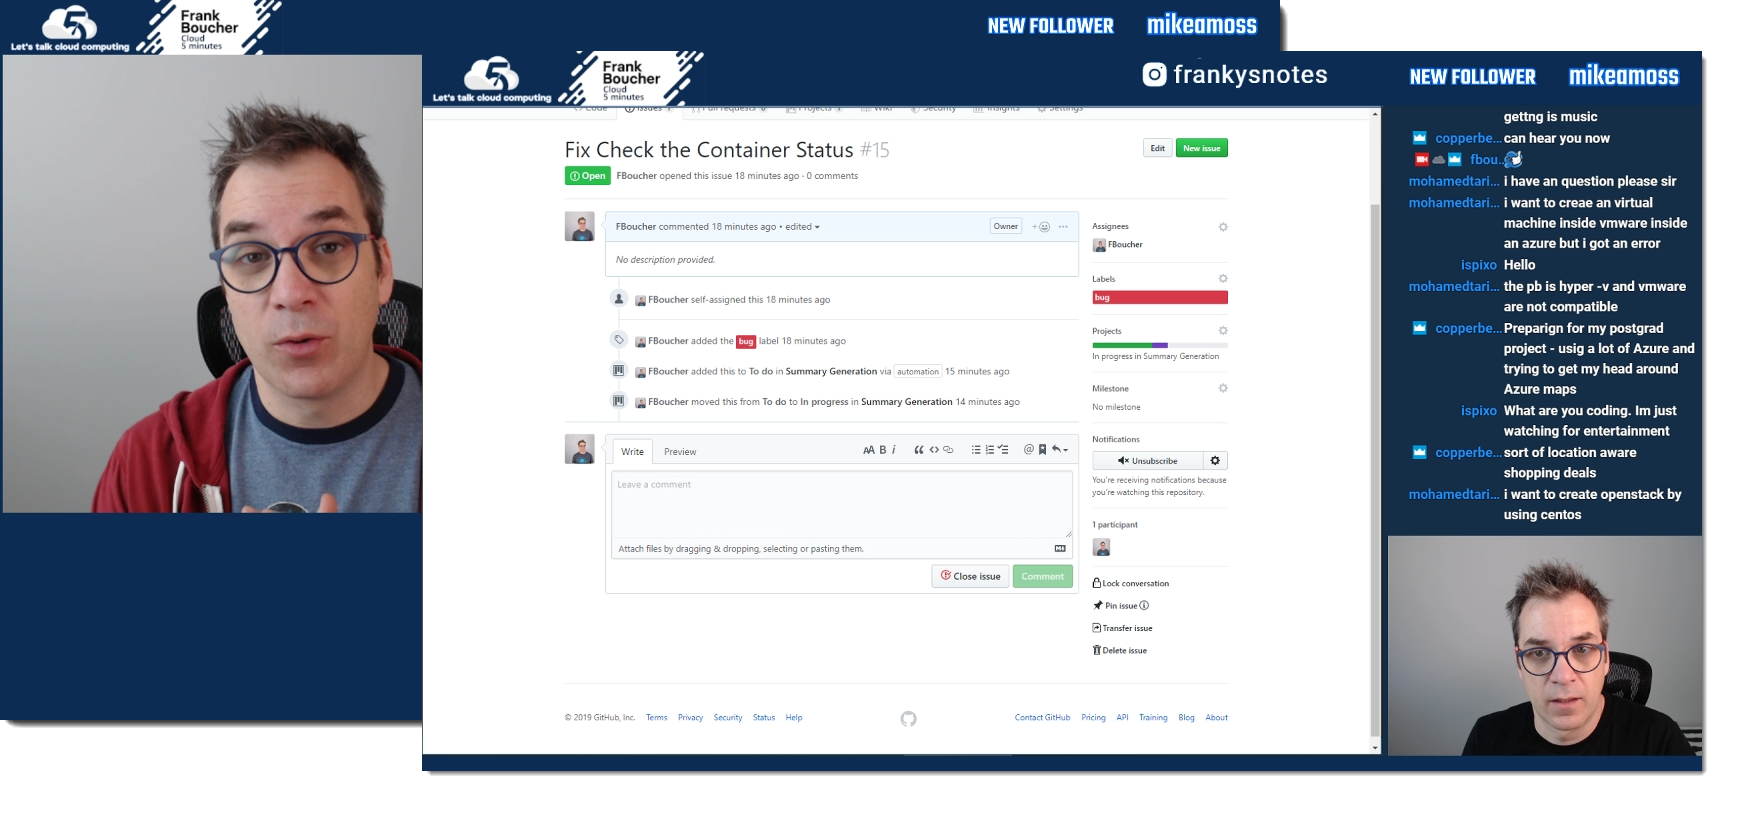 Let's talk cloud computing
5
Frank
Boucher
Cloud
5 minutes
NEW FOLLOWER mikeamoss
Let's talk cloud computing
5
Frank
Boucher
Cloud
5 minutes
frankysnotes
NEW FOLLOWER mikeamoss
Code Issues Pull requests Projects Wiki Security Insights Settings
Fix Check the Container Status #15
Edit New issue
Open FBoucher opened this issue 18 minutes ago · 0 comments
FBoucher commented 18 minutes ago • edited
Owner
No description provided.
FBoucher self-assigned this 18 minutes ago
FBoucher added the bug label 18 minutes ago
FBoucher added this to To do in Summary Generation via automation 15 minutes ago
FBoucher moved this from To do to In progress in Summary Generation 14 minutes ago
Write Preview
AA B i
Leave a comment
Attach files by dragging & dropping, selecting or pasting them.
Close issue Comment
Assignees
FBoucher
Labels
bug
Projects
In progress in Summary Generation
Milestone
No milestone
Notifications
Unsubscribe
You're receiving notifications because
you're watching this repository.
1 participant
Lock conversation
Pin issue
Transfer issue
Delete issue
© 2019 GitHub, Inc. Terms Privacy Security Status Help
Contact GitHub Pricing API Training Blog About
gettng is music
copperbe... can hear you now
fbou...
mohamedtari... i have an question please sir
mohamedtari... i want to creae an virtual
machine inside vmware inside
an azure but i got an error
ispixo Hello
mohamedtari... the pb is hyper -v and vmware
are not compatible
copperbe... Preparign for my postgrad
project - usig a lot of Azure and
trying to get my head around
Azure maps
ispixo What are you coding. Im just
watching for entertainment
copperbe... sort of location aware
shopping deals
mohamedtari... i want to create openstack by
using centos